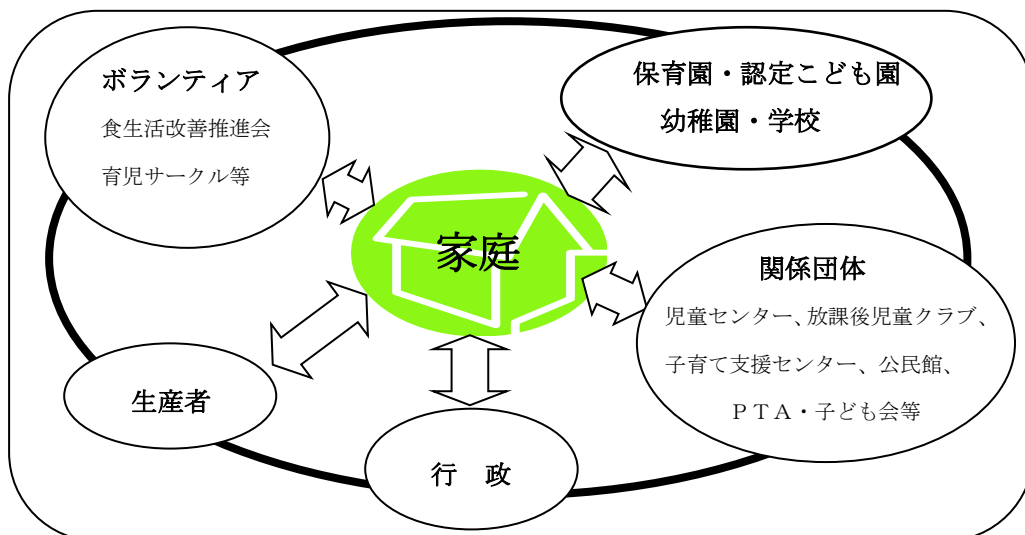 ボランティア
食生活改善推進会
育児サークル等
保育園・認定こども園
幼稚園・学校
家庭
関係団体
児童センター、放課後児童クラブ、
子育て支援センター、公民館、
ＰＴＡ・子ども会等
生産者
行　政